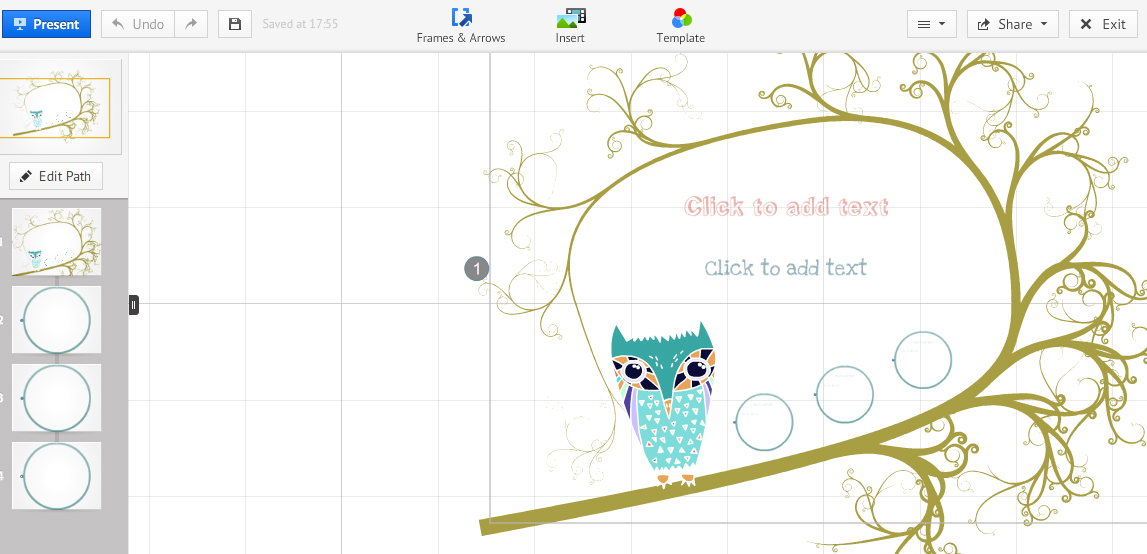 Present
Undo
Saved at 17:55
Frames & Arrows
Insert
Template
Share
Exit
Edit Path
1
Click to add text
Click to add text
2
3
4